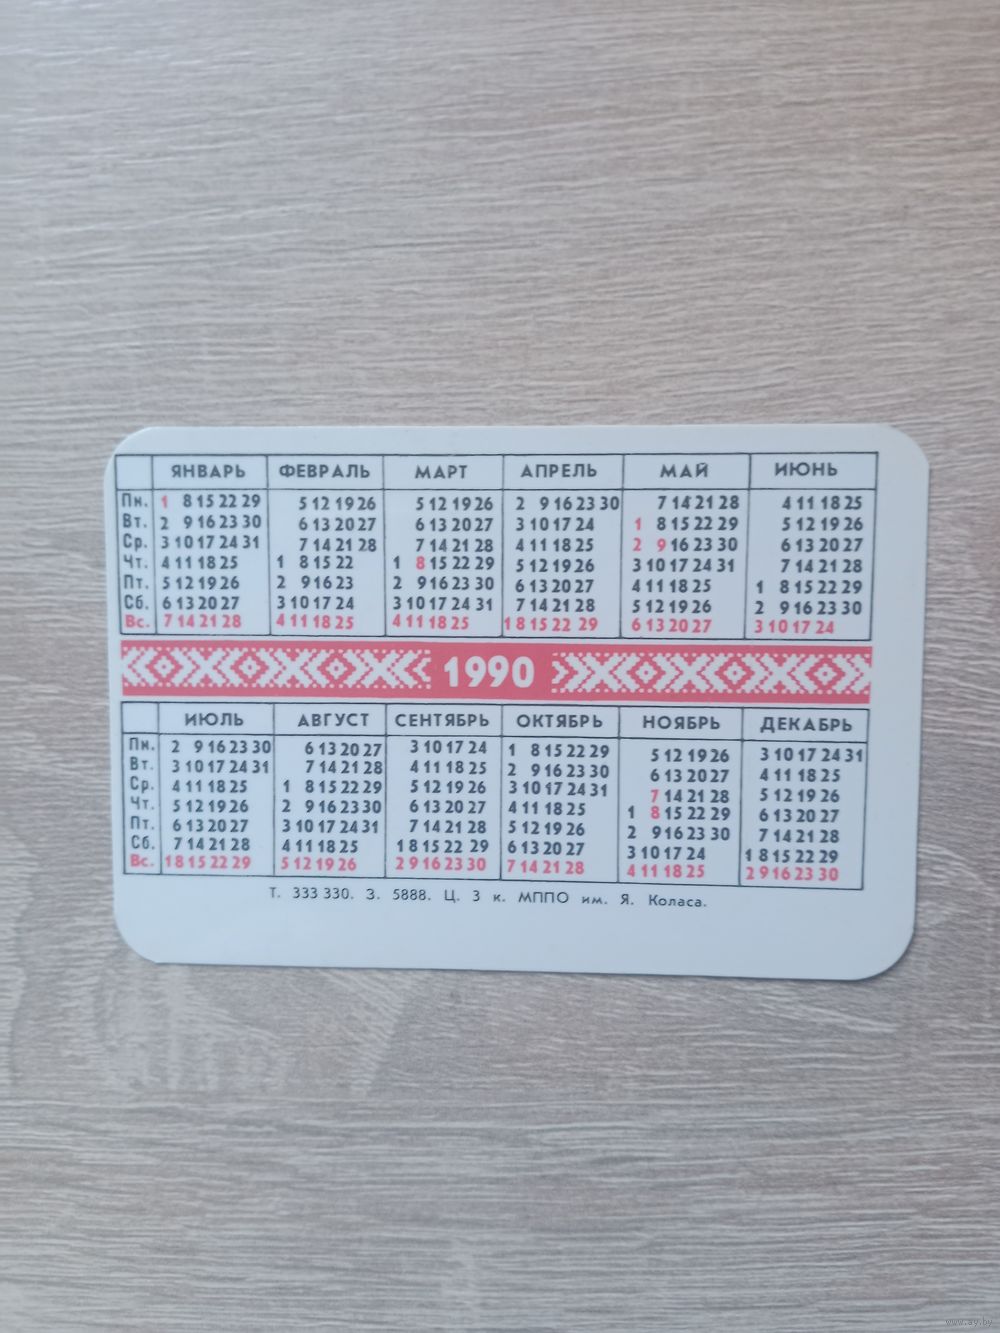 ЯНВАРЬ ФЕВРАЛЬ МАРТ АПРЕЛЬ МАЙ ИЮНЬ
Пн. 1 8 15 22 29 5 12 19 26 5 12 19 26 2 9 16 23 30 7 14 21 28 4 11 18 25
Вт. 2 9 16 23 30 6 13 20 27 6 13 20 27 3 10 17 24 1 8 15 22 29 5 12 19 26
Ср. 3 10 17 24 31 7 14 21 28 7 14 21 28 4 11 18 25 2 9 16 23 30 6 13 20 27
Чт. 4 11 18 25 1 8 15 22 1 8 15 22 29 5 12 19 26 3 10 17 24 31 7 14 21 28
Пт. 5 12 19 26 2 9 16 23 2 9 16 23 30 6 13 20 27 4 11 18 25 1 8 15 22 29
Сб. 6 13 20 27 3 10 17 24 3 10 17 24 31 7 14 21 28 5 12 19 26 2 9 16 23 30
Вс. 7 14 21 28 4 11 18 25 4 11 18 25 1 8 15 22 29 6 13 20 27 3 10 17 24
1990
ИЮЛЬ АВГУСТ СЕНТЯБРЬ ОКТЯБРЬ НОЯБРЬ ДЕКАБРЬ
Пн. 2 9 16 23 30 6 13 20 27 3 10 17 24 1 8 15 22 29 5 12 19 26 3 10 17 24 31
Вт. 3 10 17 24 31 7 14 21 28 4 11 18 25 2 9 16 23 30 6 13 20 27 4 11 18 25
Ср. 4 11 18 25 1 8 15 22 29 5 12 19 26 3 10 17 24 31 7 14 21 28 5 12 19 26
Чт. 5 12 19 26 2 9 16 23 30 6 13 20 27 4 11 18 25 1 8 15 22 29 6 13 20 27
Пт. 6 13 20 27 3 10 17 24 31 7 14 21 28 5 12 19 26 2 9 16 23 30 7 14 21 28
Сб. 7 14 21 28 4 11 18 25 1 8 15 22 29 6 13 20 27 3 10 17 24 1 8 15 22 29
Вс. 1 8 15 22 29 5 12 19 26 2 9 16 23 30 7 14 21 28 4 11 18 25 2 9 16 23 30
Т. 333 330. З. 5888. Ц. 3 к. МППО им. Я. Коласа.
www.ay.by